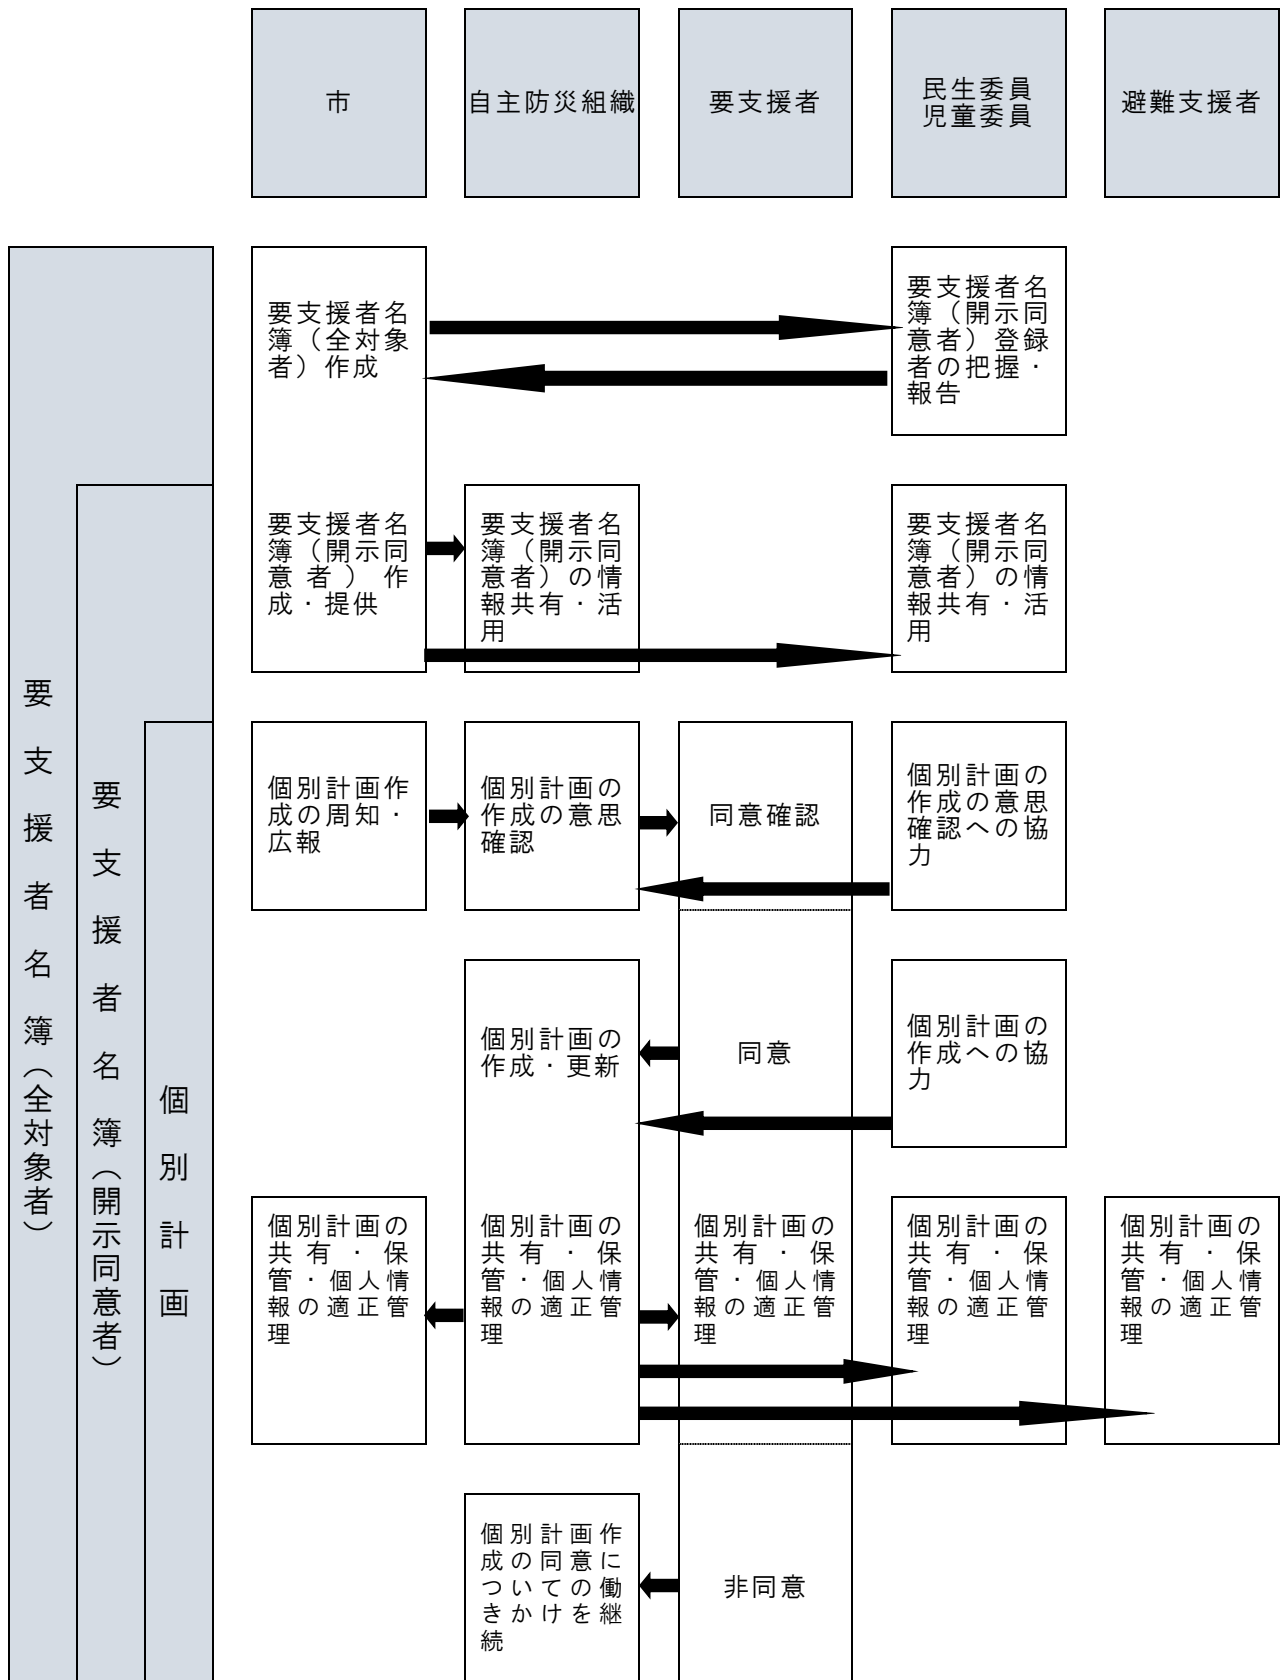 市
自主防災組織
要支援者
民生委員
児童委員
避難支援者
要支援者名簿(全対象者)
要支援者名簿(開示同意者)
個別計画
要支援者名
簿(全対象
者)作成
要支援者名
簿(開示同
意者)登録
者の把握・
報告
要支援者名
簿(開示同
意者)作
成・提供
要支援者名
簿(開示同
意者)の情
報共有・活
用
要支援者名
簿(開示同
意者)の情
報共有・活
用
個別計画作
成の周知・
広報
個別計画の
作成の意思
確認
同意確認
個別計画の
作成の意思
確認への協
力
個別計画の
作成・更新
同意
個別計画の
作成への協
力
個別計画の
共有・保
管・個人情
報の適正管
理
個別計画の
共有・保
管・個人情
報の適正管
理
個別計画の
共有・保
管・個人情
報の適正管
理
個別計画の
共有・保
管・個人情
報の適正管
理
個別計画の
共有・保
管・個人情
報の適正管
理
個別計画作
成の同意に
ついての働
きかけを継
続
非同意